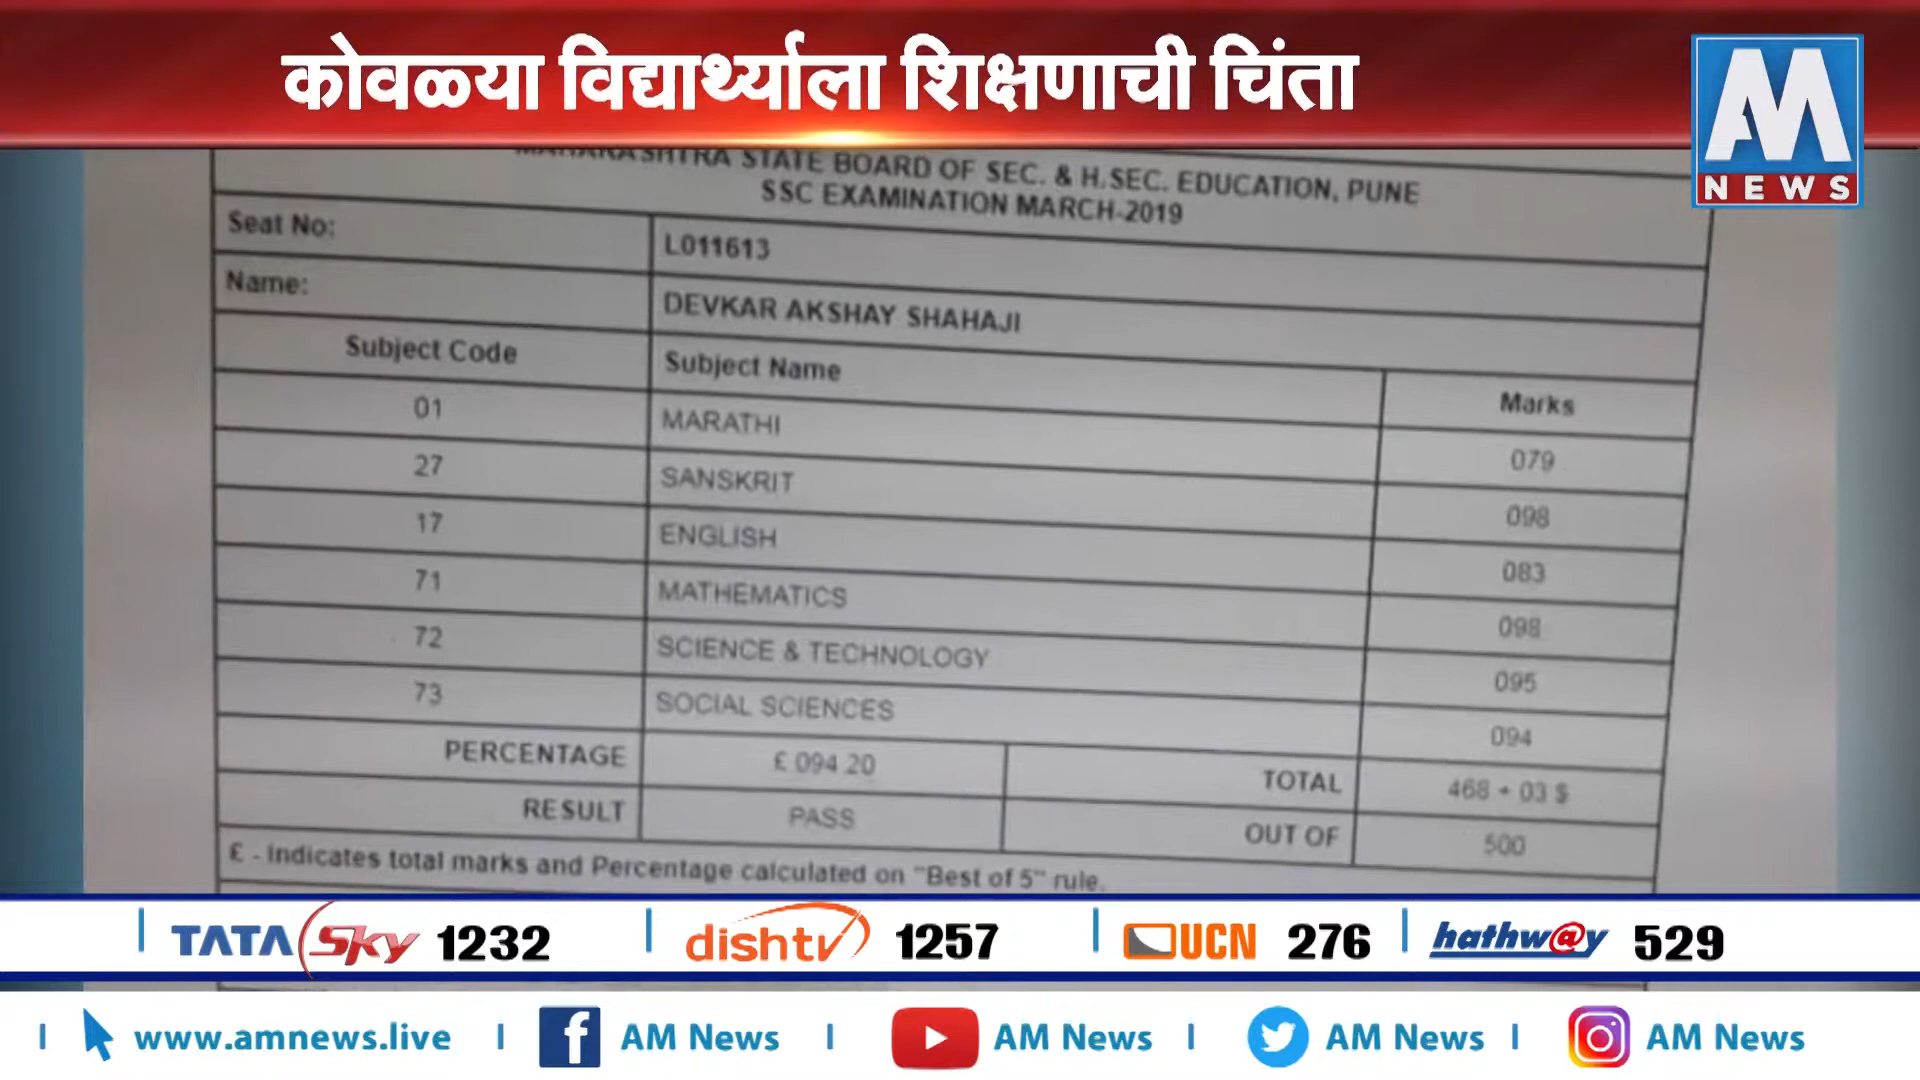 कोवळ्या विद्यार्थ्याला शिक्षणाची चिंता
AM
NEWS
MAHARASHTRA STATE BOARD OF SEC. & H.SEC. EDUCATION, PUNE
SSC EXAMINATION MARCH-2019
Seat No: L011613
Name: DEVKAR AKSHAY SHAHAJI
Subject Code Subject Name Marks
01 MARATHI 079
27 SANSKRIT 098
17 ENGLISH 083
71 MATHEMATICS 098
72 SCIENCE & TECHNOLOGY 095
73 SOCIAL SCIENCES 094
PERCENTAGE £ 094.20 TOTAL 468 + 03 $
RESULT PASS OUT OF 500
£ - Indicates total marks and Percentage calculated on "Best of 5" rule.
TATA Sky 1232 dishtv 1257 UCN 276 hathw@y 529
www.amnews.live AM News AM News AM News AM News